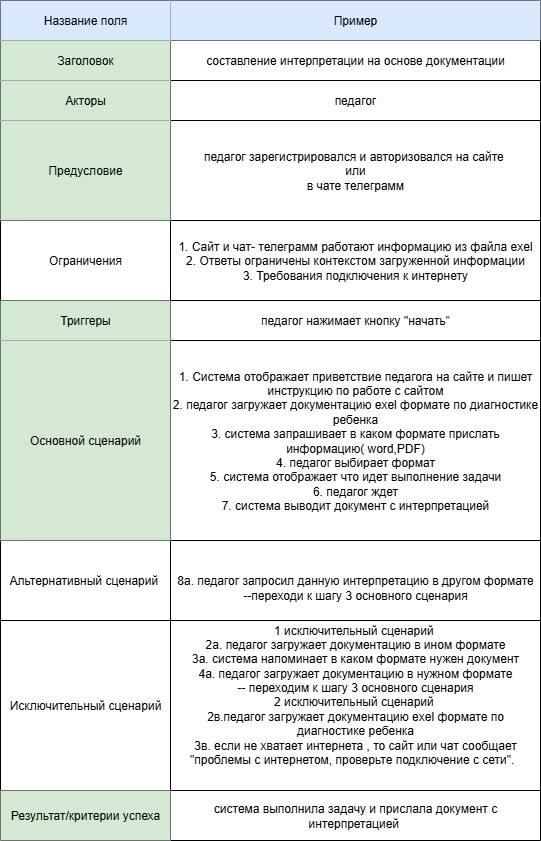 Название поля
Пример
Заголовок
составление интерпретации на основе документации
Акторы
педагог
Предусловие
педагог зарегистрировался и авторизовался на сайте
или
в чате телеграмм
Ограничения
1. Сайт и чат- телеграмм работают информацию из файла exel
2. Ответы ограничены контекстом загруженной информации
3. Требования подключения к интернету
Триггеры
педагог нажимает кнопку "начать"
Основной сценарий
1. Система отображает приветствие педагога на сайте и пишет
инструкцию по работе с сайтом
2. педагог загружает документацию exel формате по диагностике
ребенка
3. система запрашивает в каком формате прислать
информацию( word,PDF)
4. педагог выбирает формат
5. система отображает что идет выполнение задачи
6. педагог ждет
7. система выводит документ с интерпретацией
Альтернативный сценарий
8а. педагог запросил данную интерпретацию в другом формате
--переходи к шагу 3 основного сценария
Исключительный сценарий
1 исключительный сценарий
2а. педагог загружает документацию в ином формате
3а. система напоминает в каком формате нужен документ
4а. педагог загружает документацию в нужном формате
-- переходим к шагу 3 основного сценария
2 исключительный сценарий
2в.педагог загружает документацию exel формате по
диагностике ребенка
3в. если не хватает интернета , то сайт или чат сообщает
"проблемы с интернетом, проверьте подключение с сети".
Результат/критерии успеха
система выполнила задачу и прислала документ с
интерпретацией